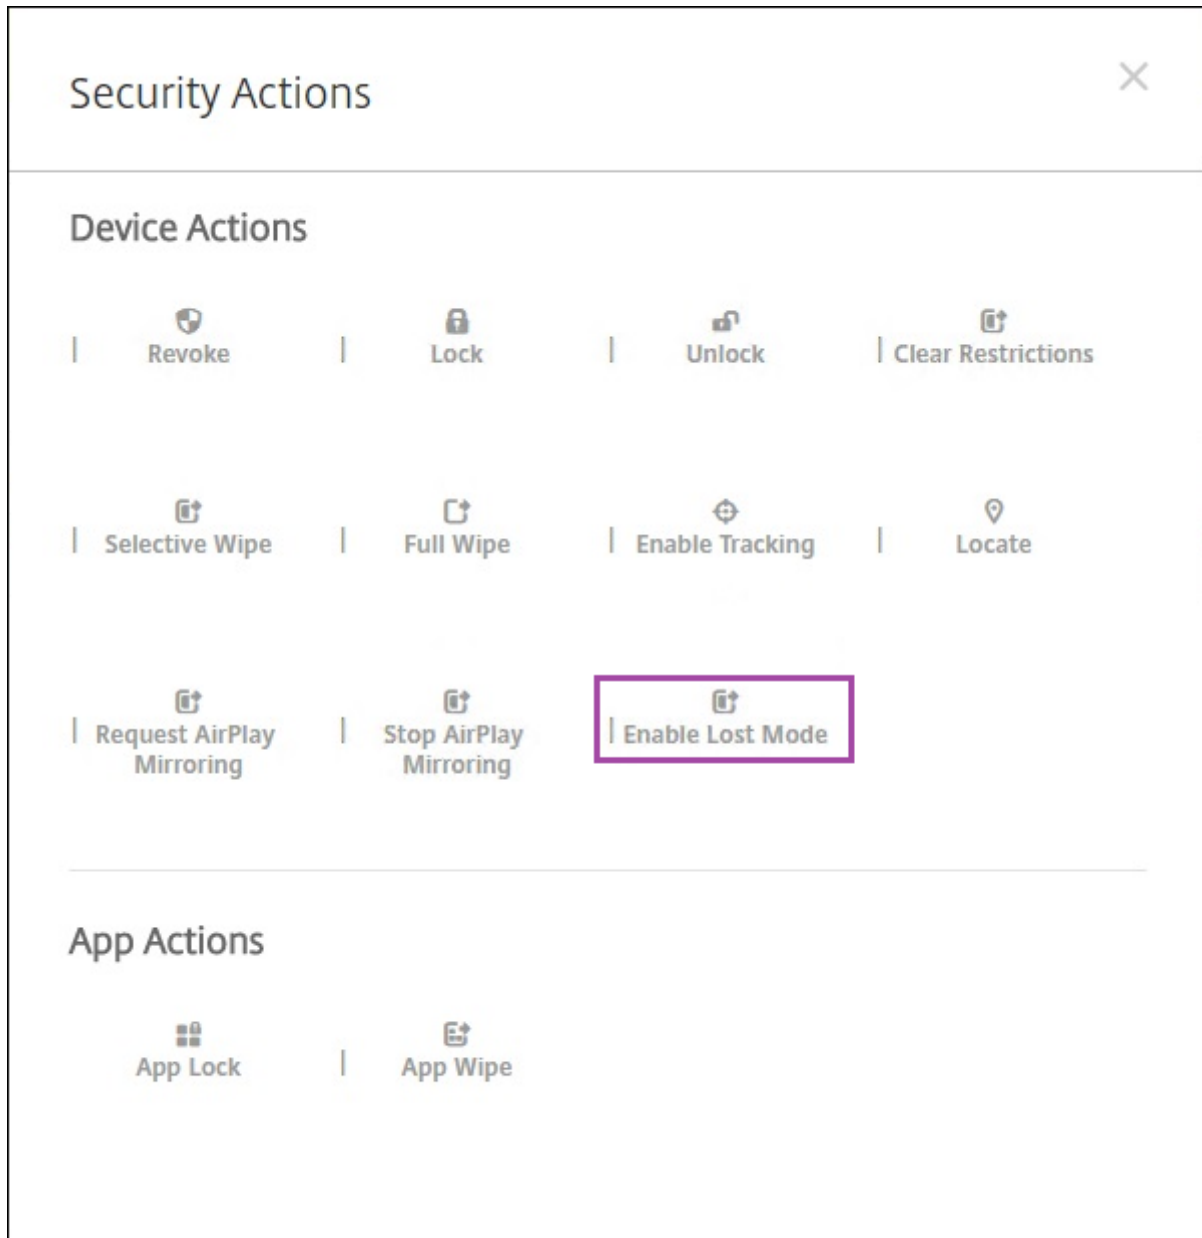 Security Actions
Device Actions
Revoke
Lock
Unlock
Clear Restrictions
Selective Wipe
Full Wipe
Enable Tracking
Locate
Request AirPlay
Mirroring
Stop AirPlay
Mirroring
Enable Lost Mode
App Actions
App Lock
App Wipe